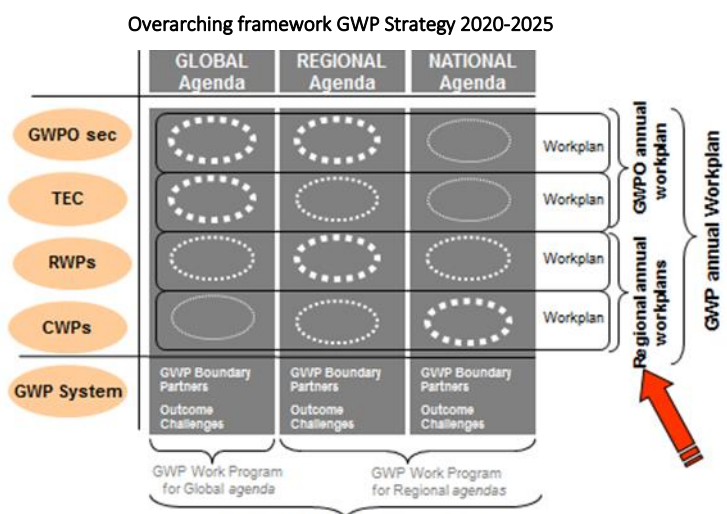 Overarching framework GWP Strategy 2020-2025
GLOBAL
Agenda
REGIONAL
Agenda
NATIONAL
Agenda
GWPO sec
Workplan
TEC
Workplan
RWPs
Workplan
CWPs
Workplan
GWPO annual
workplan
Regional annual
workplans
GWP annual Workplan
GWP System
GWP Boundary
Partners
Outcome
Challenges
GWP Boundary
Partners
Outcome
Challenges
GWP Boundary
Partners
Outcome
Challenges
GWP Work Program
for Global agenda
GWP Work Program
for Regional agendas